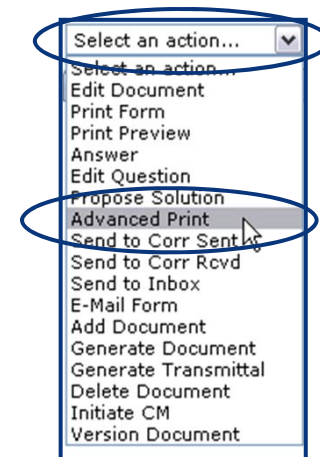 Select an action...
Select an action...
Edit Document
Print Form
Print Preview
Answer
Edit Question
Propose Solution
Advanced Print
Send to Corr Sent
Send to Corr Rcvd
Send to Inbox
E-Mail Form
Add Document
Generate Document
Generate Transmittal
Delete Document
Initiate CM
Version Document